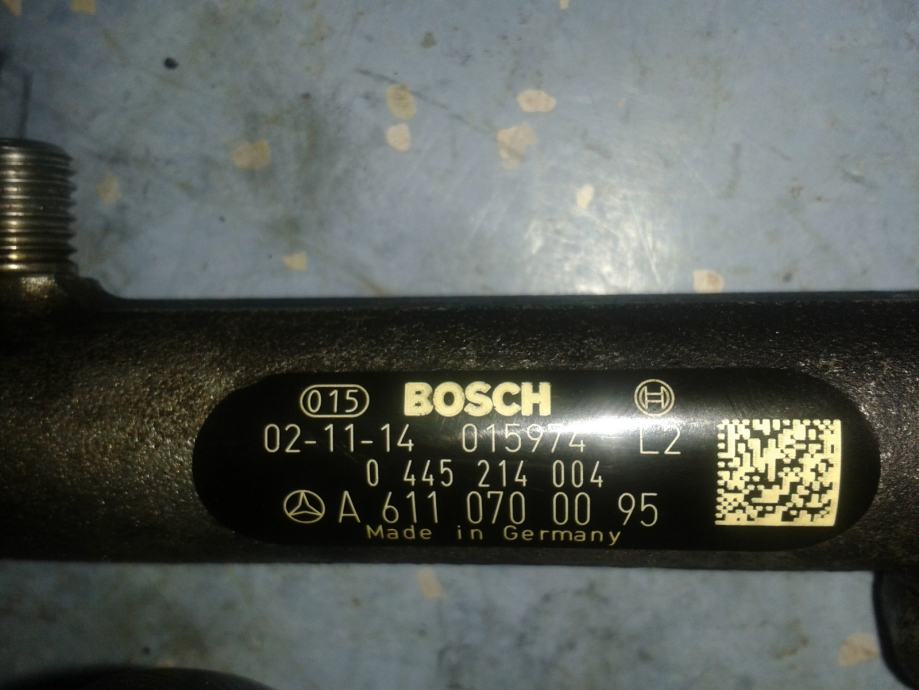 015 BOSCH
02-11-14 015974 L2
0 445 214 004
A 611 070 00 95
Made in Germany